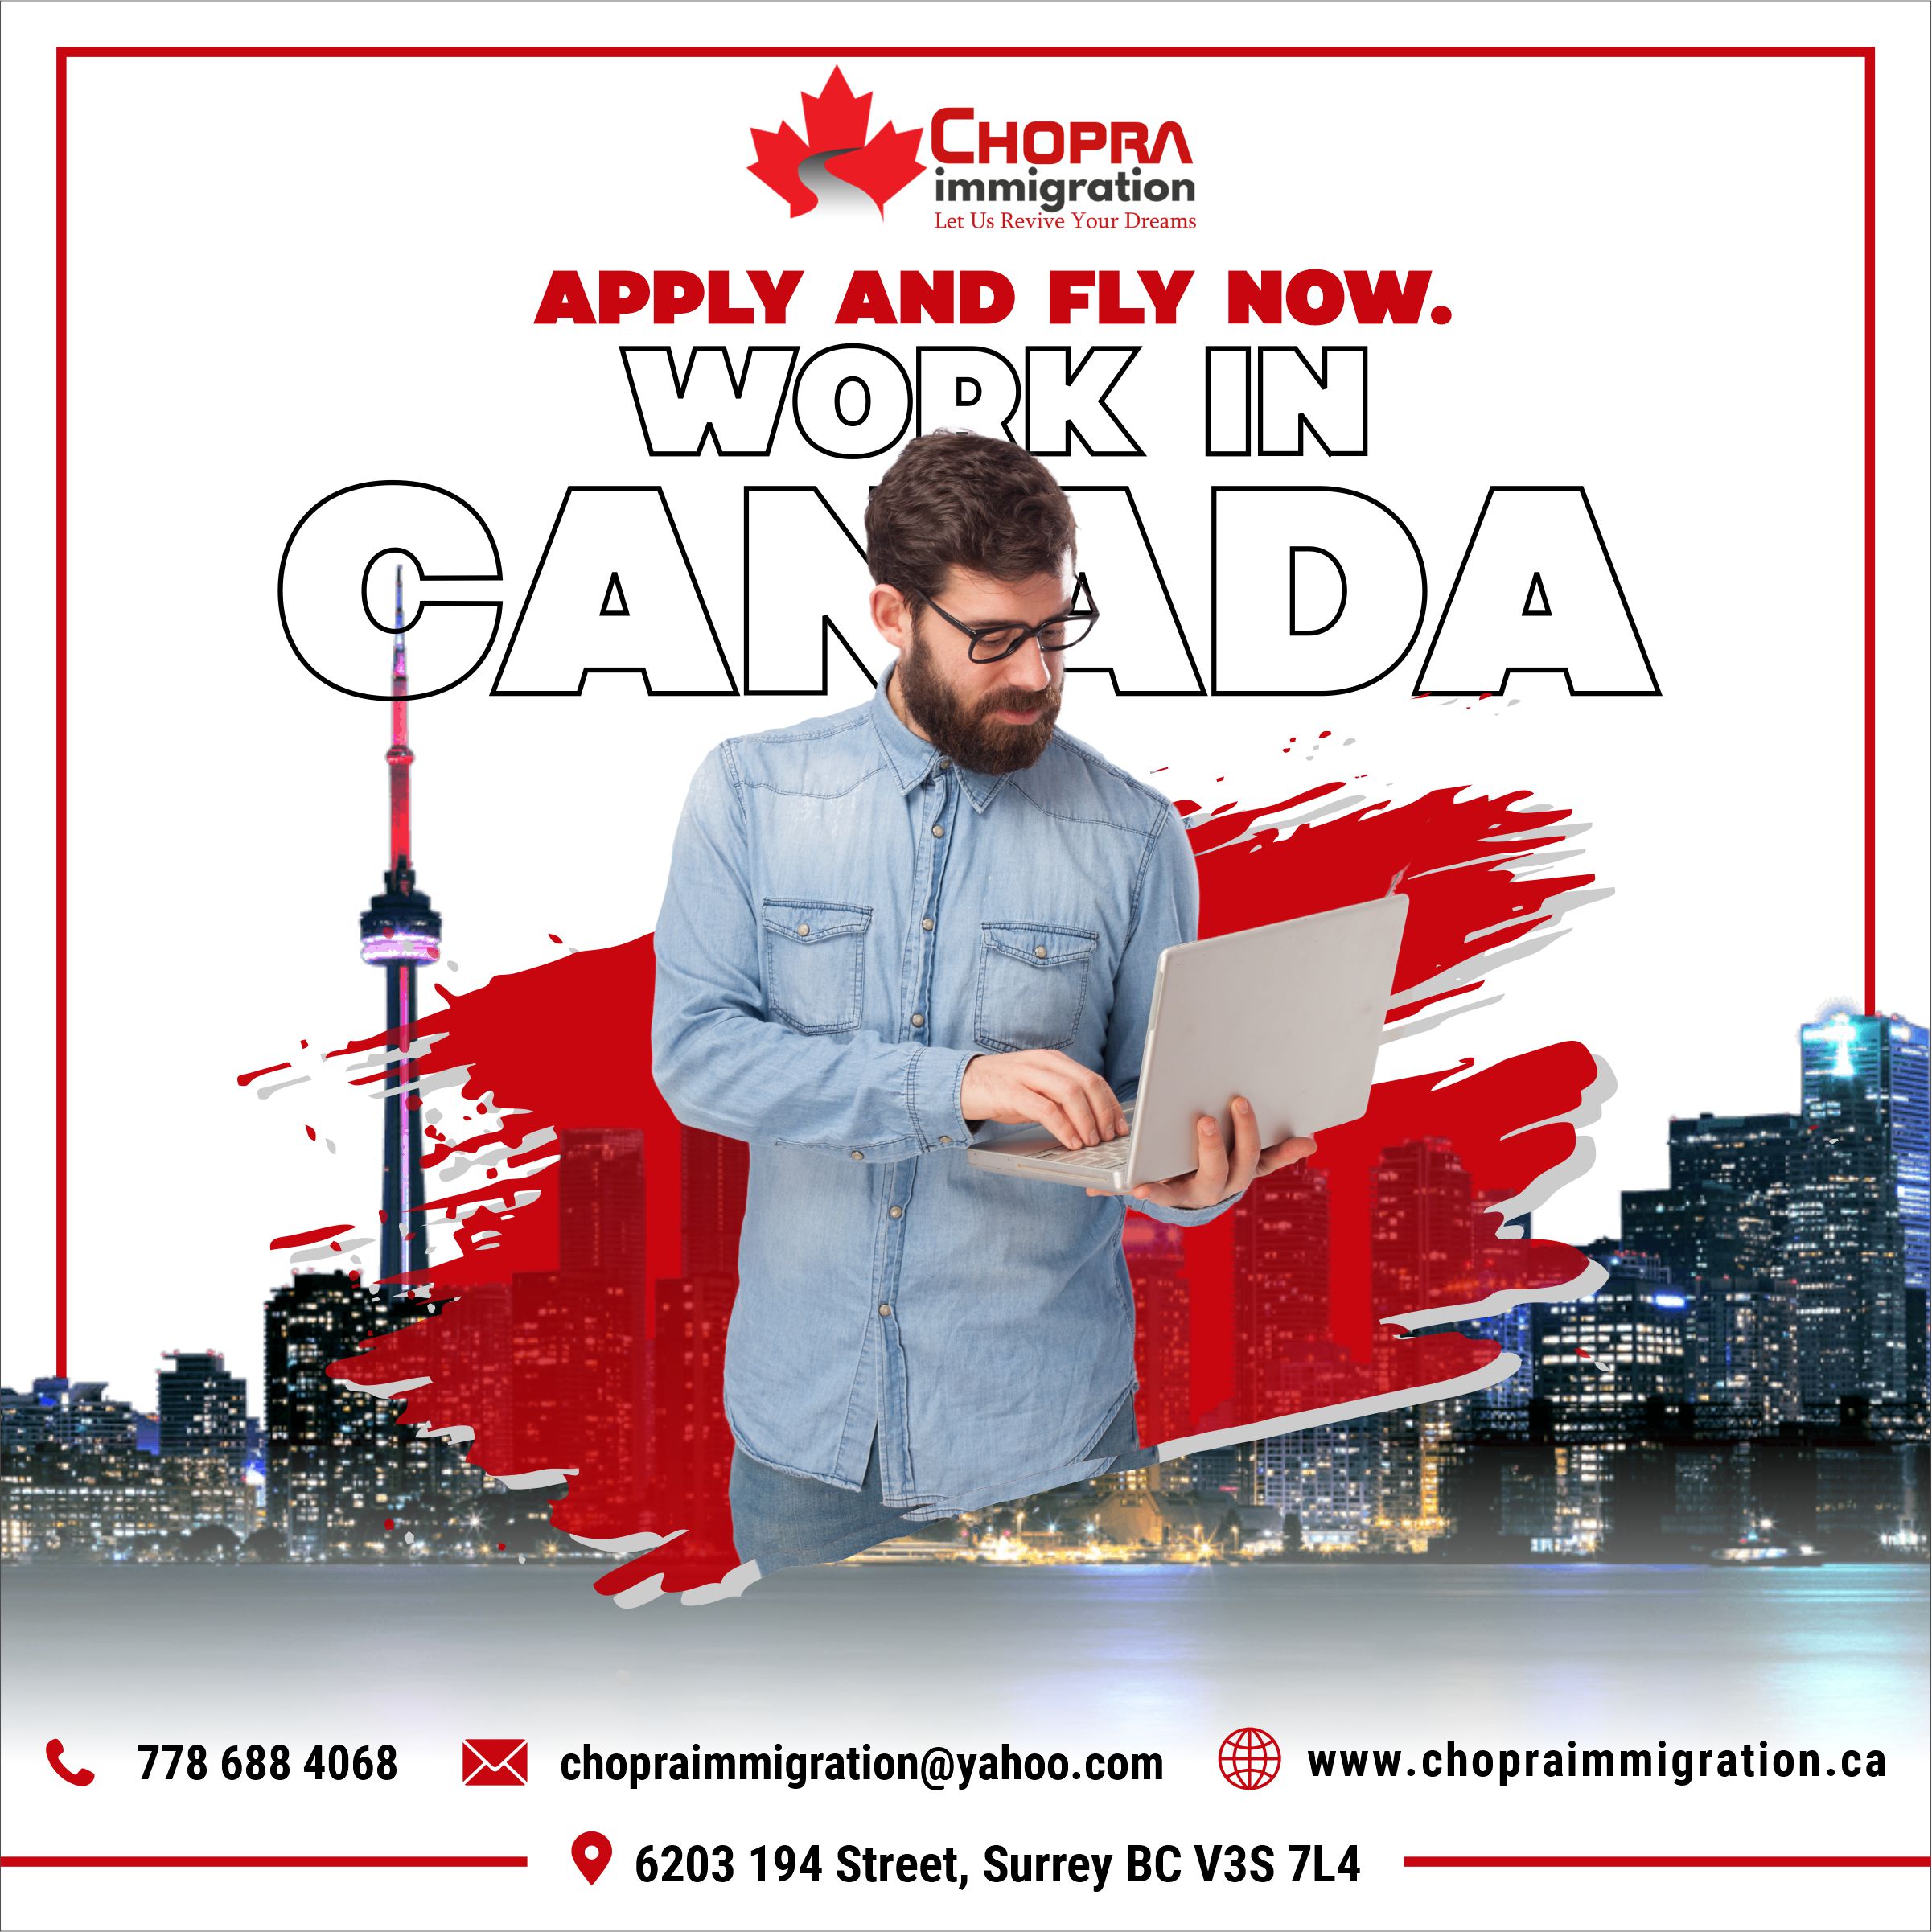 CHOPRA
immigration
Let Us Revive Your Dreams
APPLY AND FLY NOW.
WORK IN
CANADA
778 688 4068 chopraimmigration@yahoo.com www.chopraimmigration.ca
6203 194 Street, Surrey BC V3S 7L4